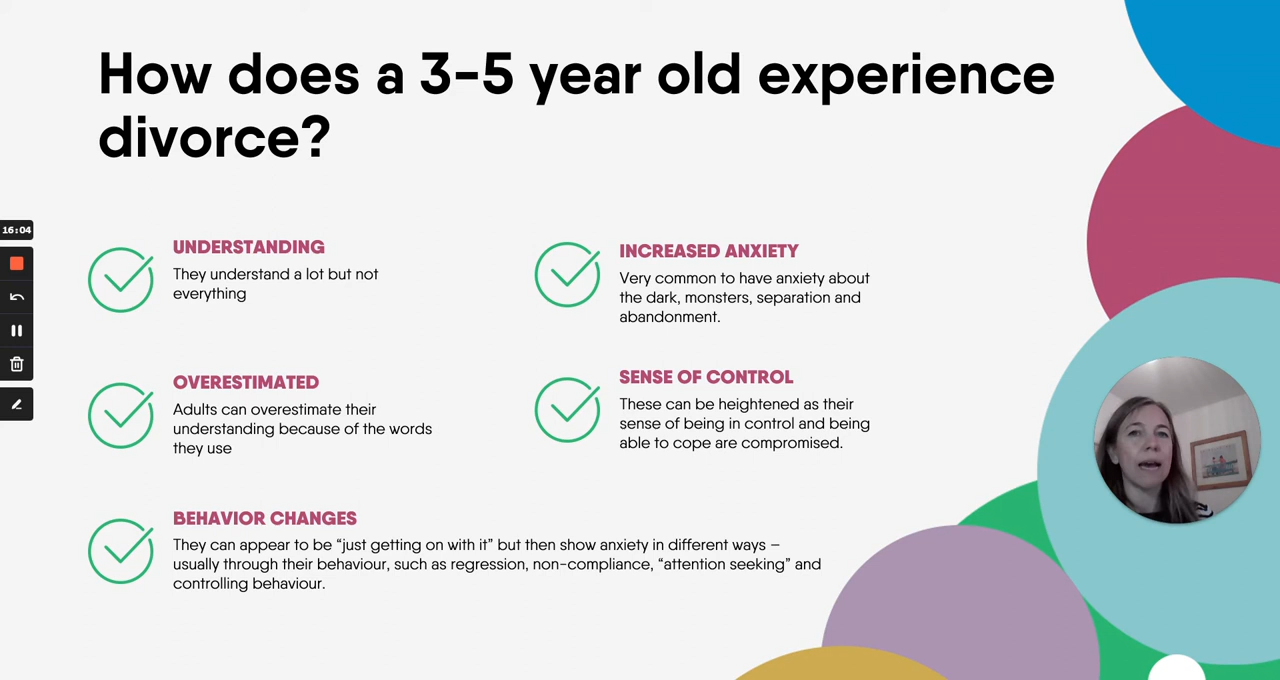 How does a 3-5 year old experience
divorce?
16:04
UNDERSTANDING
They understand a lot but not
everything
INCREASED ANXIETY
Very common to have anxiety about
the dark, monsters, separation and
abandonment.
OVERESTIMATED
Adults can overestimate their
understanding because of the words
they use
SENSE OF CONTROL
These can be heightened as their
sense of being in control and being
able to cope are compromised.
BEHAVIOR CHANGES
They can appear to be “just getting on with it” but then show anxiety in different ways –
usually through their behaviour, such as regression, non-compliance, “attention seeking” and
controlling behaviour.